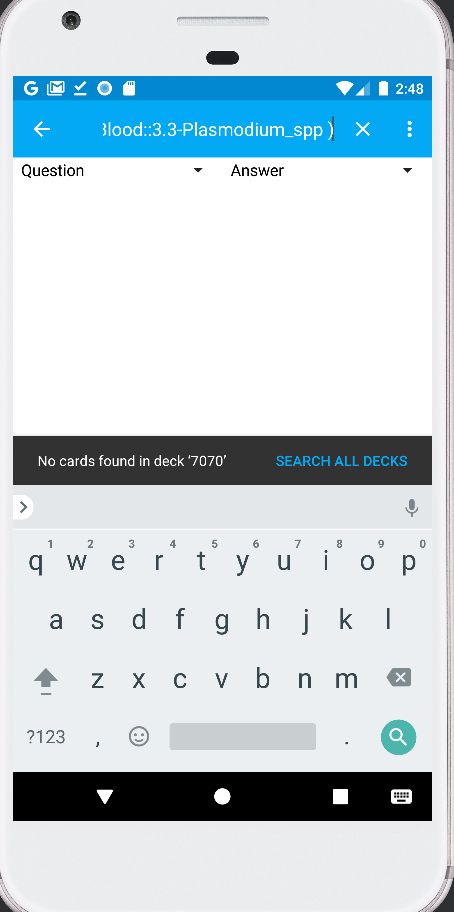 2:48
Blood::3.3-Plasmodium_spp )
Question Answer
No cards found in deck '7070' SEARCH ALL DECKS
1 2 3 4 5 6 7 8 9 0
q w e r t y u i o p
a s d f g h j k l
z x c v b n m
?123 , .